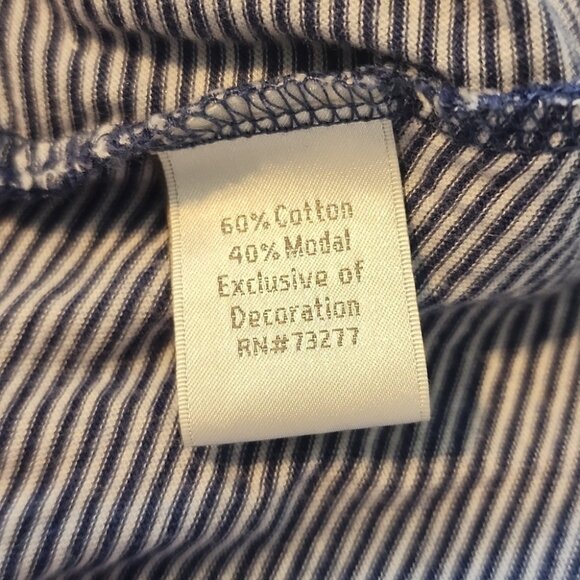 60% Cotton
40% Modal
Exclusive of
Decoration
RN#73277